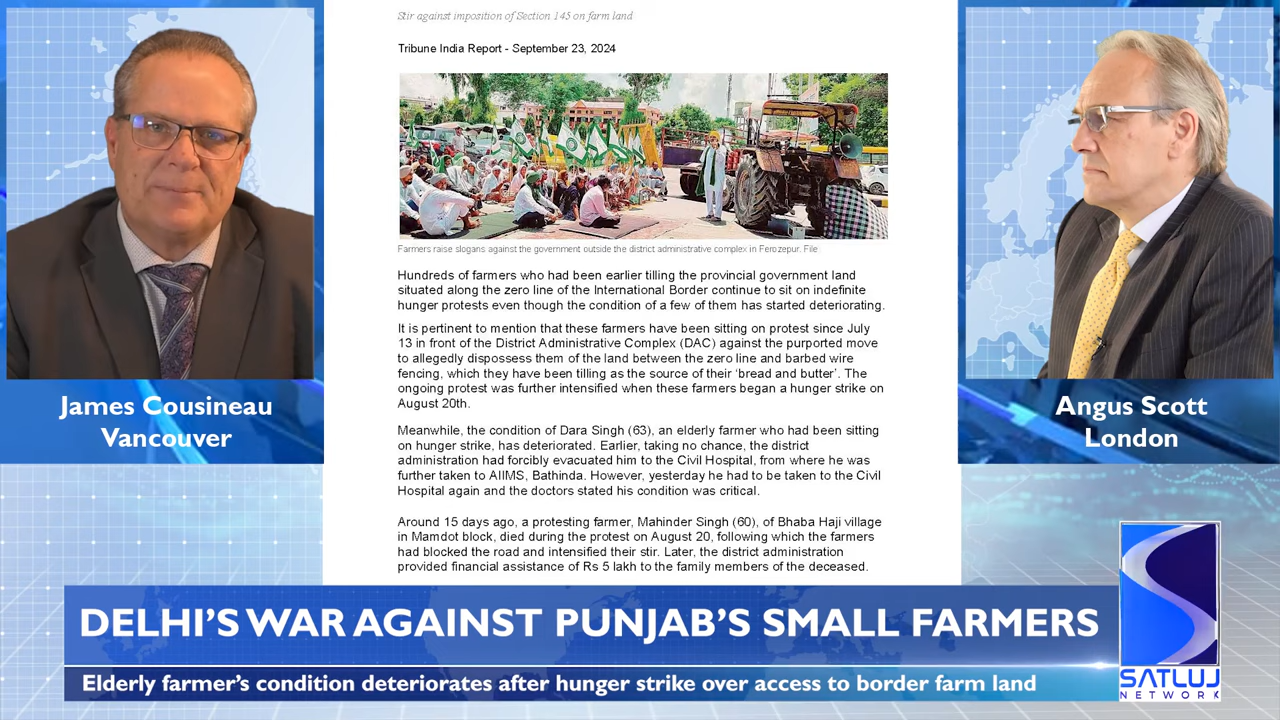 Stir against imposition of Section 145 on farm land
Tribune India Report - September 23, 2024
Farmers raise slogans against the government outside the district administrative complex in Ferozepur. File
Hundreds of farmers who had been earlier tilling the provincial government land
situated along the zero line of the International Border continue to sit on indefinite
hunger protests even though the condition of a few of them has started deteriorating.
It is pertinent to mention that these farmers have been sitting on protest since July
13 in front of the District Administrative Complex (DAC) against the purported move
to allegedly dispossess them of the land between the zero line and barbed wire
fencing, which they have been tilling as the source of their ‘bread and butter’. The
ongoing protest was further intensified when these farmers began a hunger strike on
August 20th.
Meanwhile, the condition of Dara Singh (63), an elderly farmer who had been sitting
on hunger strike, has deteriorated. Earlier, taking no chance, the district
administration had forcibly evacuated him to the Civil Hospital, from where he was
further taken to AIIMS, Bathinda. However, yesterday he had to be taken to the Civil
Hospital again and the doctors stated his condition was critical.
Around 15 days ago, a protesting farmer, Mahinder Singh (60), of Bhaba Haji village
in Mamdot block, died during the protest on August 20, following which the farmers
had blocked the road and intensified their stir. Later, the district administration
provided financial assistance of Rs 5 lakh to the family members of the deceased.
James Cousineau
Vancouver
Angus Scott
London
DELHI’S WAR AGAINST PUNJAB’S SMALL FARMERS
Elderly farmer’s condition deteriorates after hunger strike over access to border farm land
SATLUJ
NETWORK